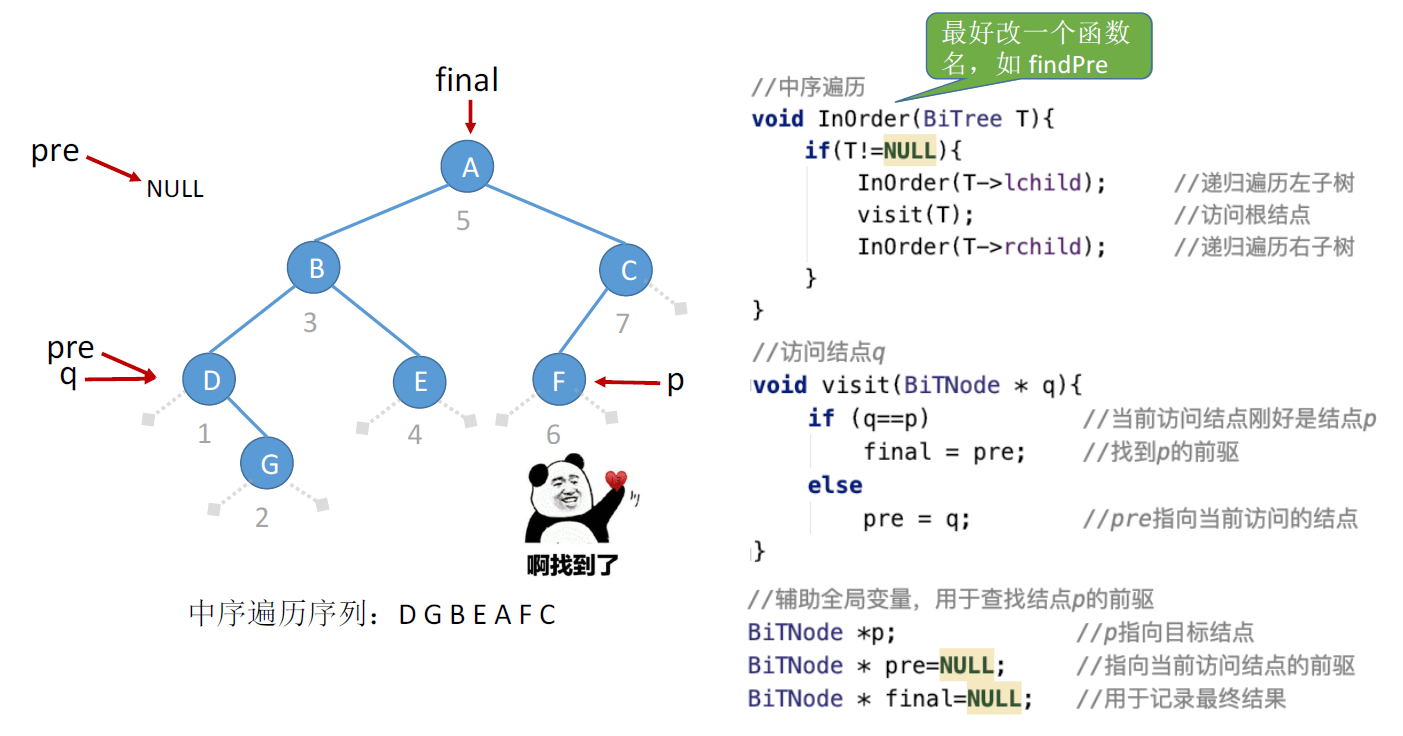 final
pre
NULL
A
5
B
C
3
7
pre
q
D
E
F
p
1
4
6
G
2
啊找到了
中序遍历序列：D G B E A F C
最好改一个函数
名，如 findPre
//中序遍历
void InOrder(BiTree T){
if(T!=NULL){
InOrder(T->lchild); //递归遍历左子树
visit(T); //访问根结点
InOrder(T->rchild); //递归遍历右子树
}
}
//访问结点q
void visit(BiTNode * q){
if (q==p) //当前访问结点刚好是结点p
final = pre; //找到p的前驱
else
pre = q; //pre指向当前访问的结点
}
//辅助全局变量，用于查找结点p的前驱
BiTNode *p; //p指向目标结点
BiTNode * pre=NULL; //指向当前访问结点的前驱
BiTNode * final=NULL; //用于记录最终结果